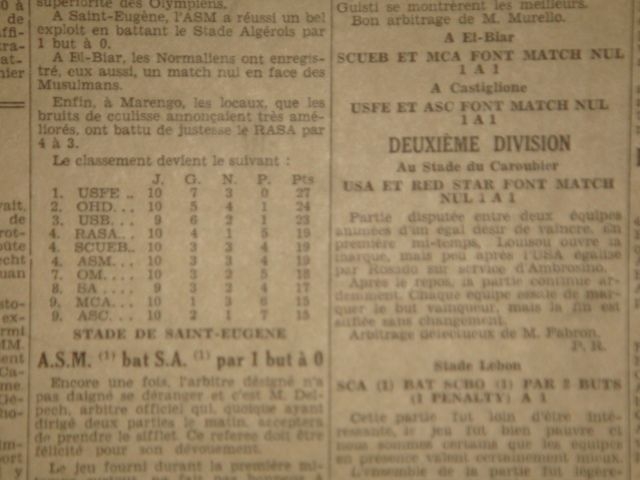 superiorité des Olympiens.
A Saint-Eugène, l'ASM a réussi un bel
exploit en battant le Stade Algérois par
1 but à 0.
A El-Biar, les Normaliens ont enregis-
tré, eux aussi, un match nul en face des
Musulmans.
Enfin, à Marengo, les locaux, que les
bruits de coulisse annonçaient très amé-
liorés, ont battu de justesse le RASA par
4 à 3.
Le classement devient le suivant :
J. G. N. P. Pts
1. USFE .. 10 7 3 0 27
2. OHD... 10 5 4 1 24
3. USB... 9 6 2 1 23
4. RASA.. 10 4 1 5 19
4. SCUEB.. 10 3 3 4 19
4. ASM... 10 3 3 4 19
7. OM.... 10 3 2 5 18
8. SA .... 9 3 2 4 17
9. MCA... 10 1 3 6 15
9. ASC... 10 2 1 7 15
STADE DE SAINT-EUGENE
A.S.M. (1) bat S.A. (1) par 1 but à 0
Encore une fois, l'arbitre désigné n'a
pas daigné se déranger et c'est M. Del-
pech, arbitre officiel qui, quoique ayant
dirigé deux parties le matin, acceptera
de prendre le sifflet. Ce referee doit être
félicité pour son dévouement.
Le jeu fourni durant la première mi-
Guisti se montrèrent les meilleurs.
Bon arbitrage de M. Murello.
A El-Biar
SCUEB ET MCA FONT MATCH NUL
1 A 1
A Castiglione
USFE ET ASC FONT MATCH NUL
1 A 1
DEUXIÈME DIVISION
Au Stade du Caroubier
USA ET RED STAR FONT MATCH
NUL 1 A 1
Partie disputée entre deux équipes
animées d'un égal désir de vaincre. En
première mi-temps, Louisou ouvre la
marque, mais peu après l'USA égalise
par Rosado sur service d'Ambrosino.
Après le repos, la partie continue ar-
demment. Chaque équipe essaie de mar-
quer le but vainqueur, mais la fin est
sifflée sans changement.
Arbitrage défectueux de M. Fabron.
P. R.
Stade Lebon
SCA (1) BAT SCBO (1) PAR 2 BUTS
(1 PENALTY) A 1
Cette partie fut loin d'être inté-
ressante, le jeu fut bien pauvre et
nous sommes certains que les équipes
en présence valent certainement mieux.
L'ensemble de la partie fut légère-